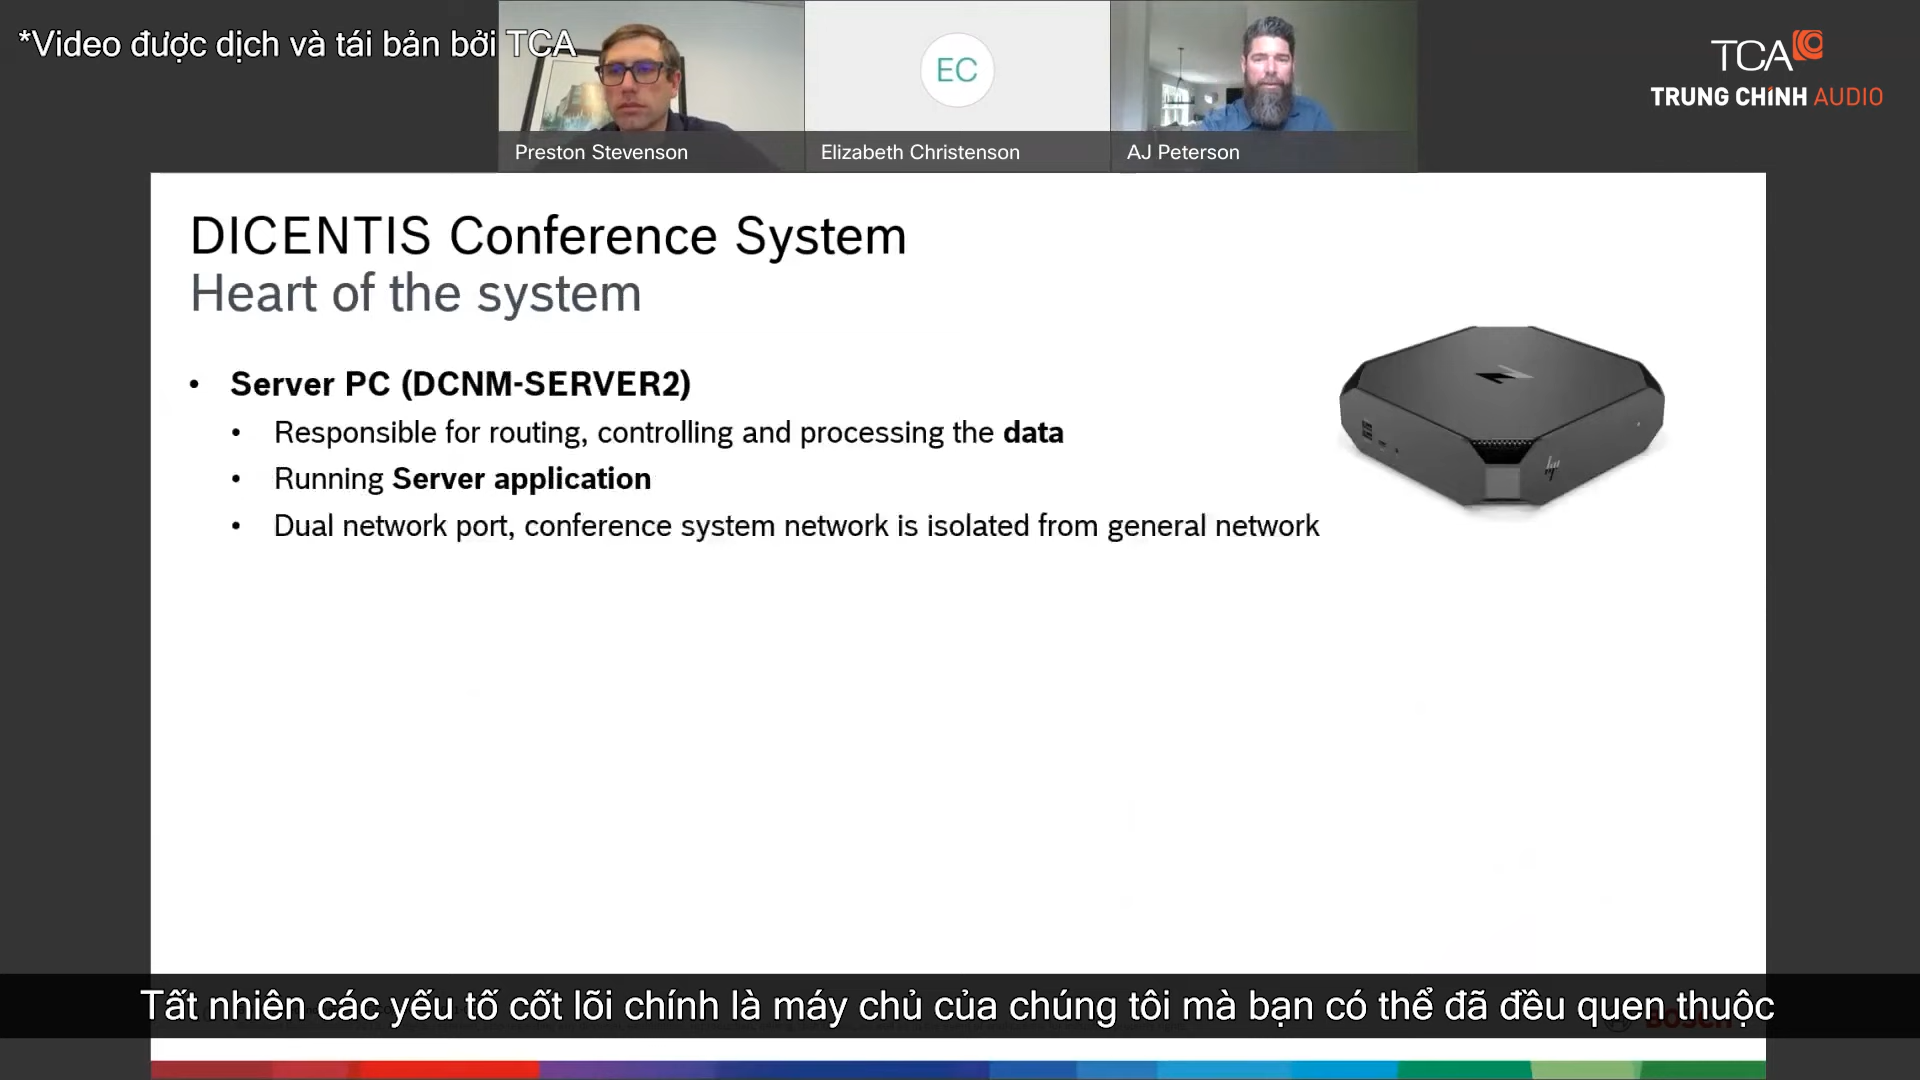 *Video được dịch và tái bản bởi TCA
EC
TCA
TRUNG CHÍNH AUDIO
Preston Stevenson
Elizabeth Christenson
AJ Peterson
DICENTIS Conference System
Heart of the system
• Server PC (DCNM-SERVER2)
• Responsible for routing, controlling and processing the data
• Running Server application
• Dual network port, conference system network is isolated from general network
hp
Tất nhiên các yếu tố cốt lõi chính là máy chủ của chúng tôi mà bạn có thể đã đều quen thuộc
BOSCH